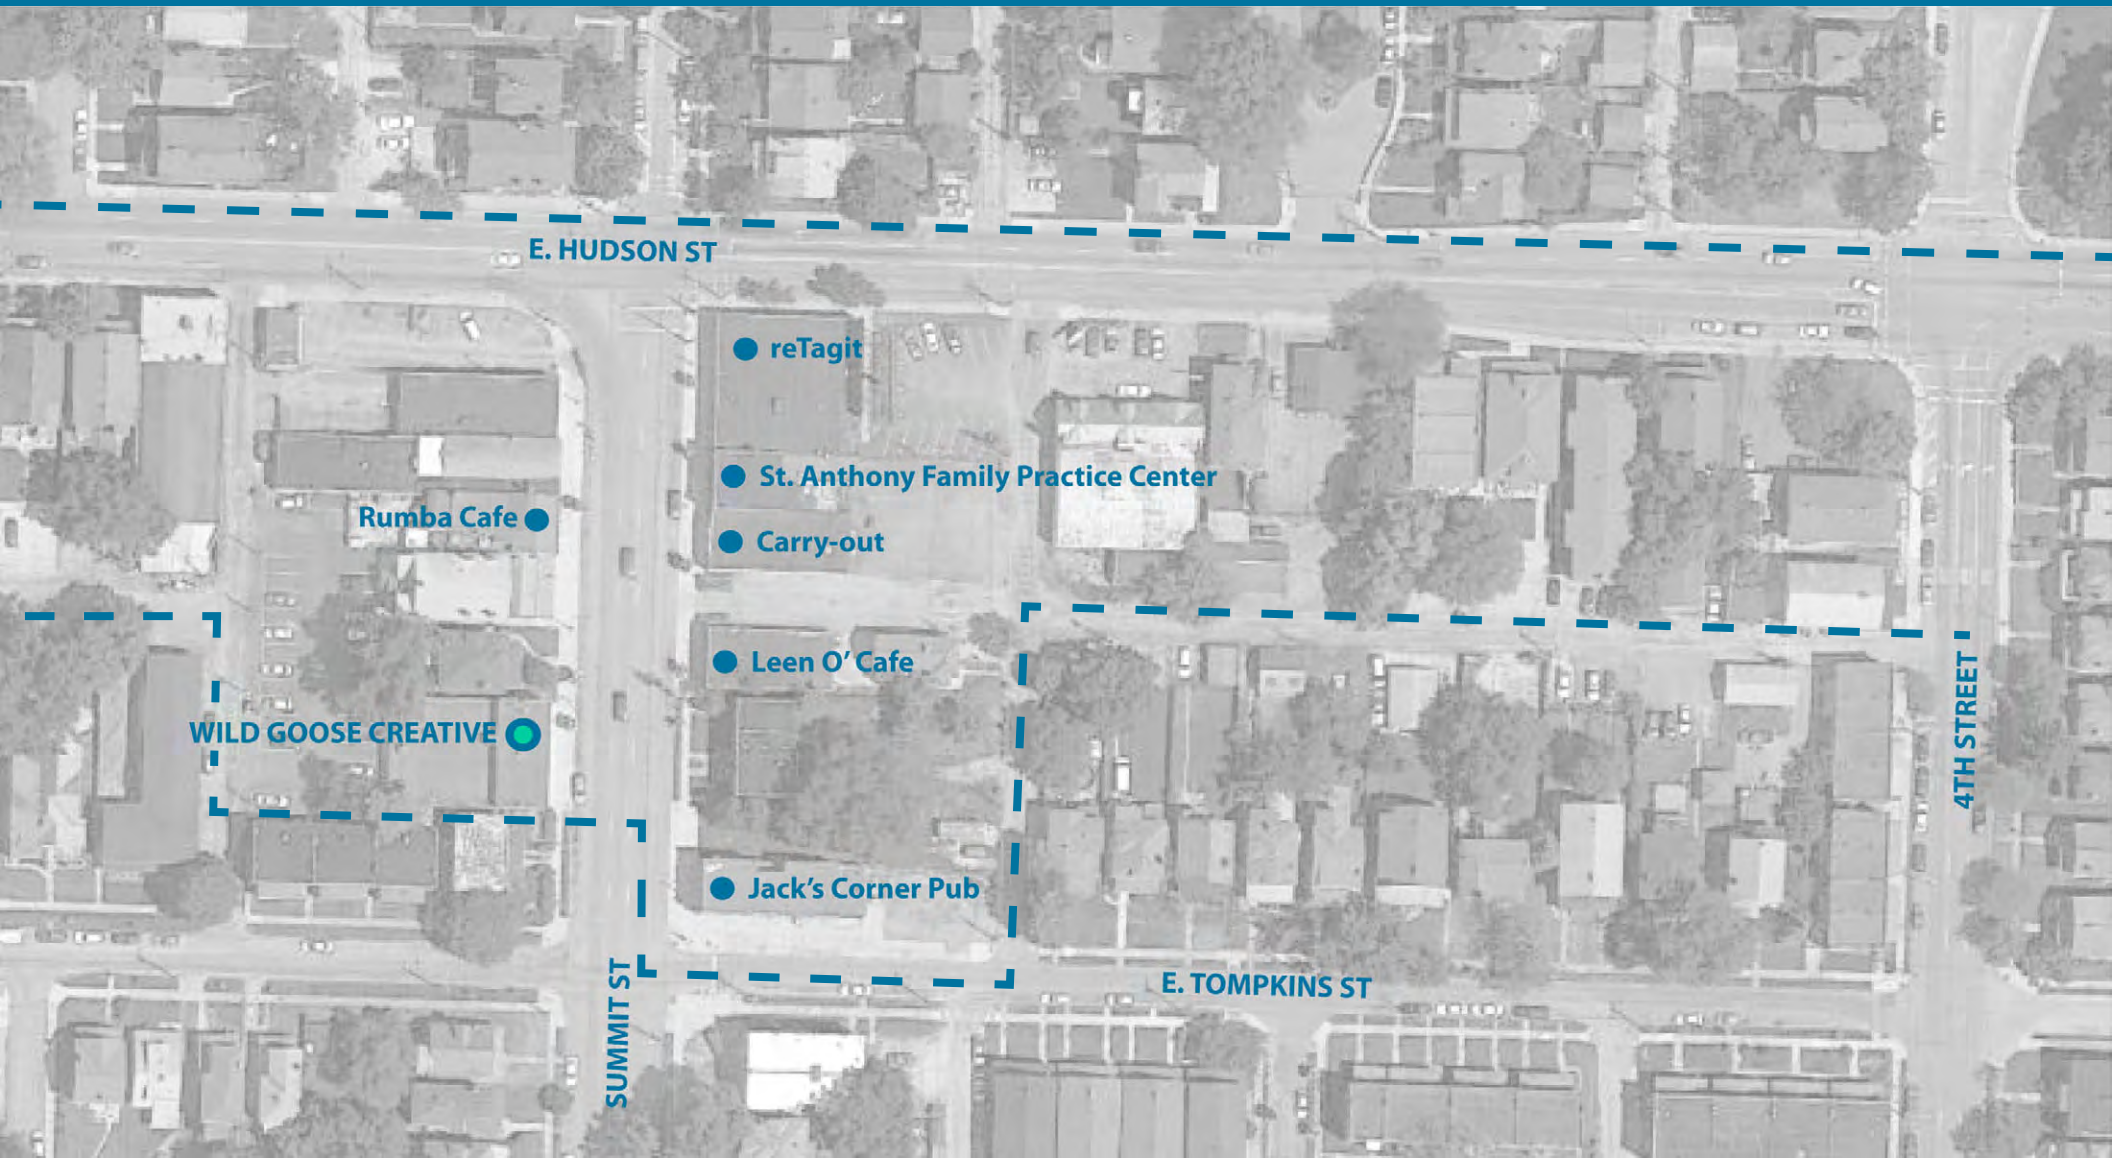 E. HUDSON ST
reTagit
St. Anthony Family Practice Center
Rumba Cafe
Carry-out
Leen O’ Cafe
WILD GOOSE CREATIVE
4TH STREET
Jack’s Corner Pub
E. TOMPKINS ST
SUMMIT ST